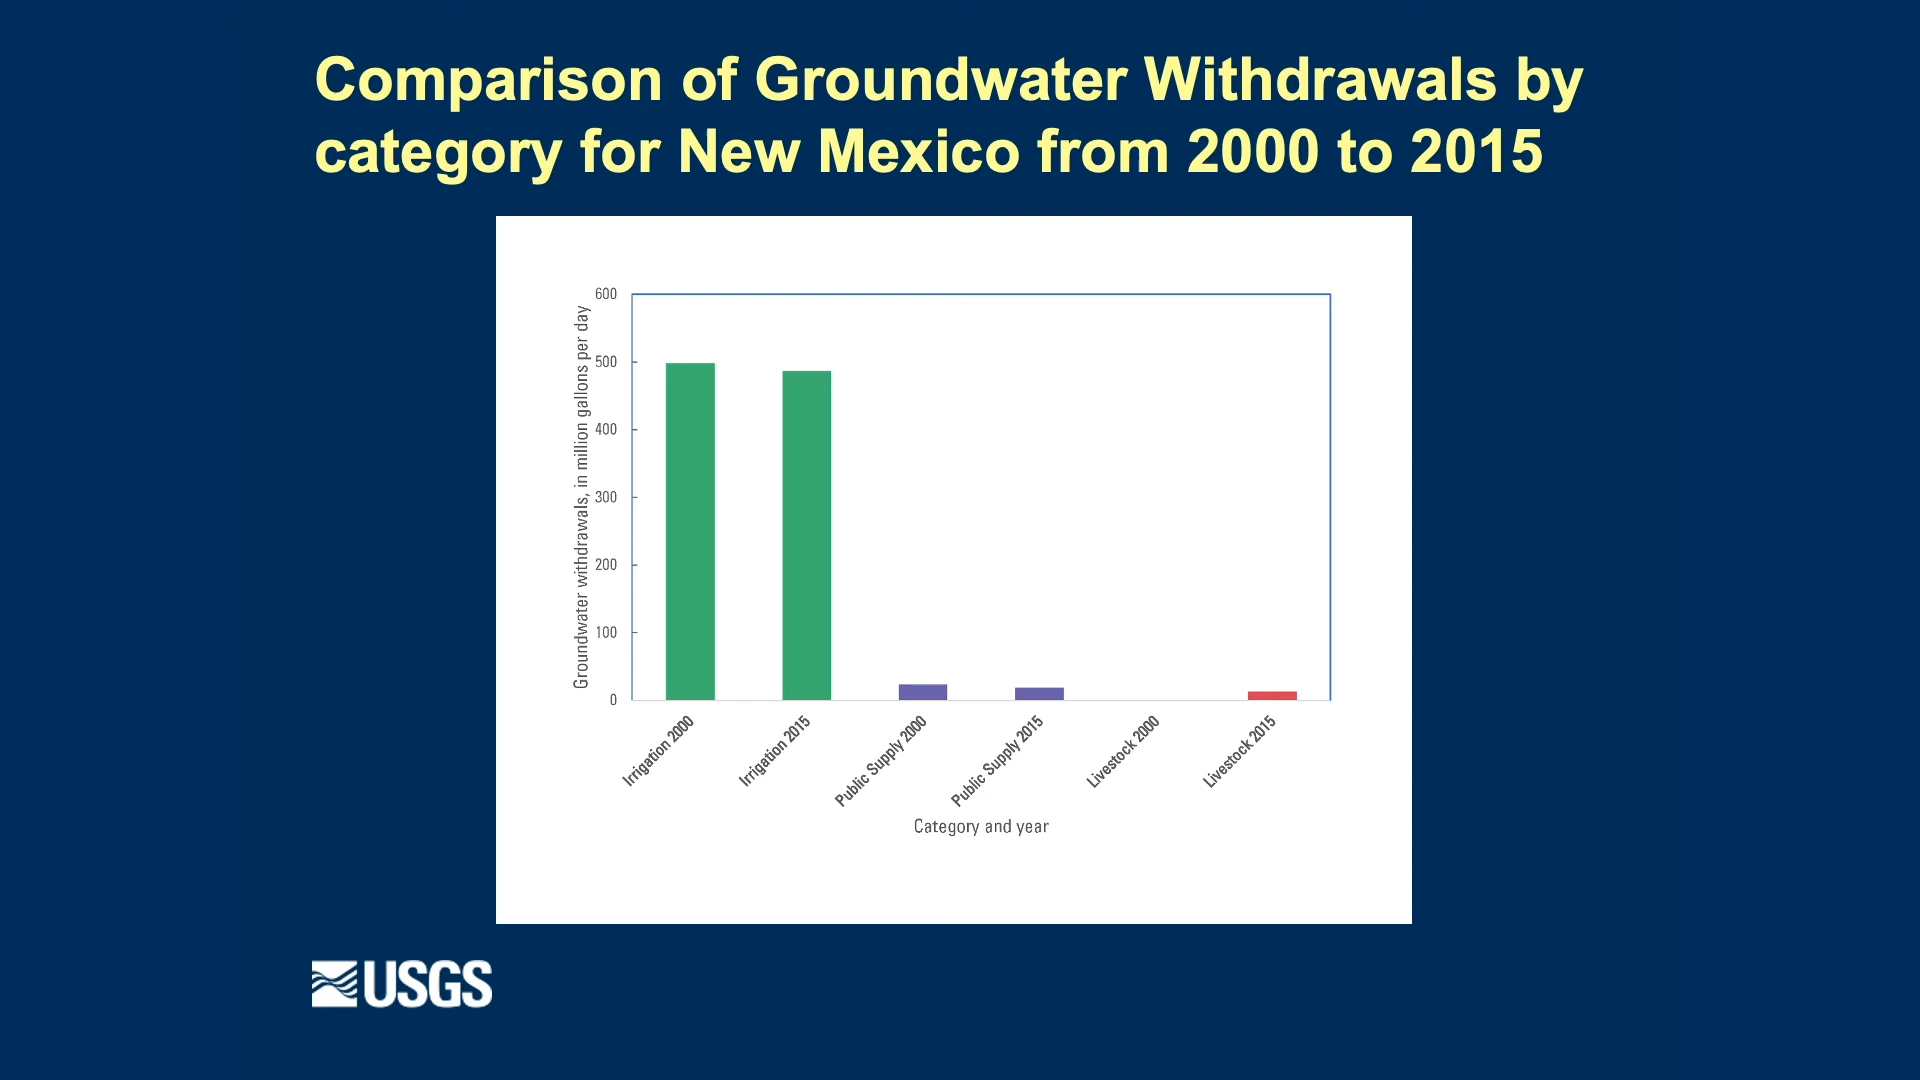 Comparison of Groundwater Withdrawals by
category for New Mexico from 2000 to 2015
Groundwater withdrawals, in million gallons per day
600
500
400
300
200
100
0
Irrigation 2000
Irrigation 2015
Public Supply 2000
Public Supply 2015
Livestock 2000
Livestock 2015
Category and year
USGS